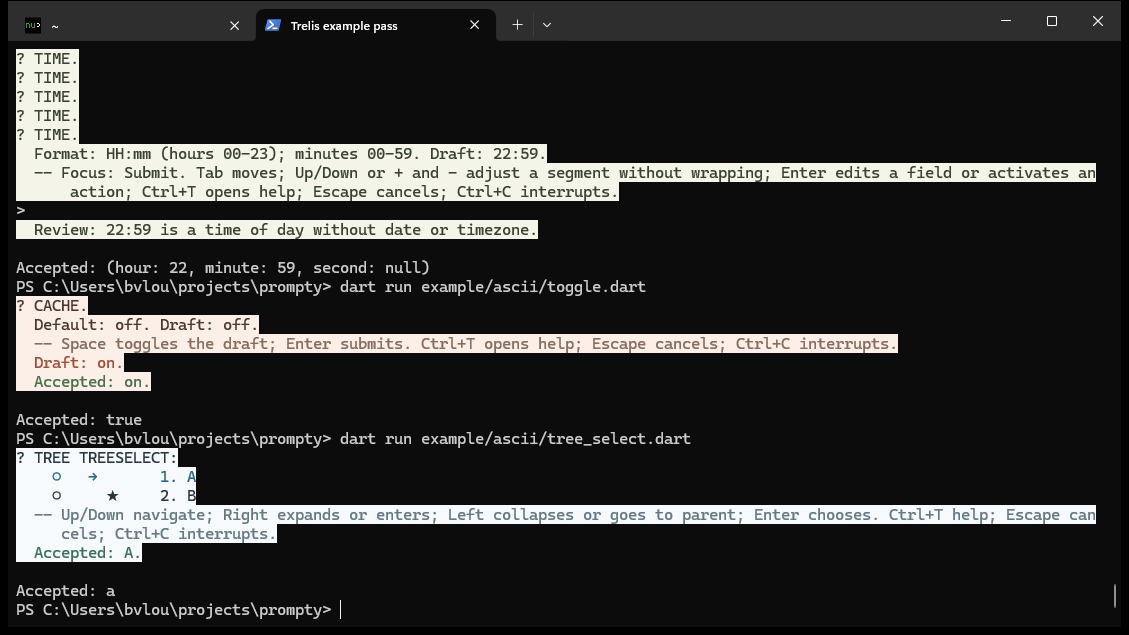 nu> ~
Trelis example pass
? TIME.
? TIME.
? TIME.
? TIME.
? TIME.
  Format: HH:mm (hours 00-23); minutes 00-59. Draft: 22:59.
  -- Focus: Submit. Tab moves; Up/Down or + and - adjust a segment without wrapping; Enter edits a field or activates an
      action; Ctrl+T opens help; Escape cancels; Ctrl+C interrupts.
>
  Review: 22:59 is a time of day without date or timezone.
Accepted: (hour: 22, minute: 59, second: null)
PS C:\Users\bvlou\projects\prompty> dart run example/ascii/toggle.dart
? CACHE.
  Default: off. Draft: off.
  -- Space toggles the draft; Enter submits. Ctrl+T opens help; Escape cancels; Ctrl+C interrupts.
  Draft: on.
  Accepted: on.
Accepted: true
PS C:\Users\bvlou\projects\prompty> dart run example/ascii/tree_select.dart
? TREE TREESELECT:
    ○   →       1. A
    ○     ★     2. B
  -- Up/Down navigate; Right expands or enters; Left collapses or goes to parent; Enter chooses. Ctrl+T help; Escape can
     cels; Ctrl+C interrupts.
  Accepted: A.
Accepted: a
PS C:\Users\bvlou\projects\prompty>